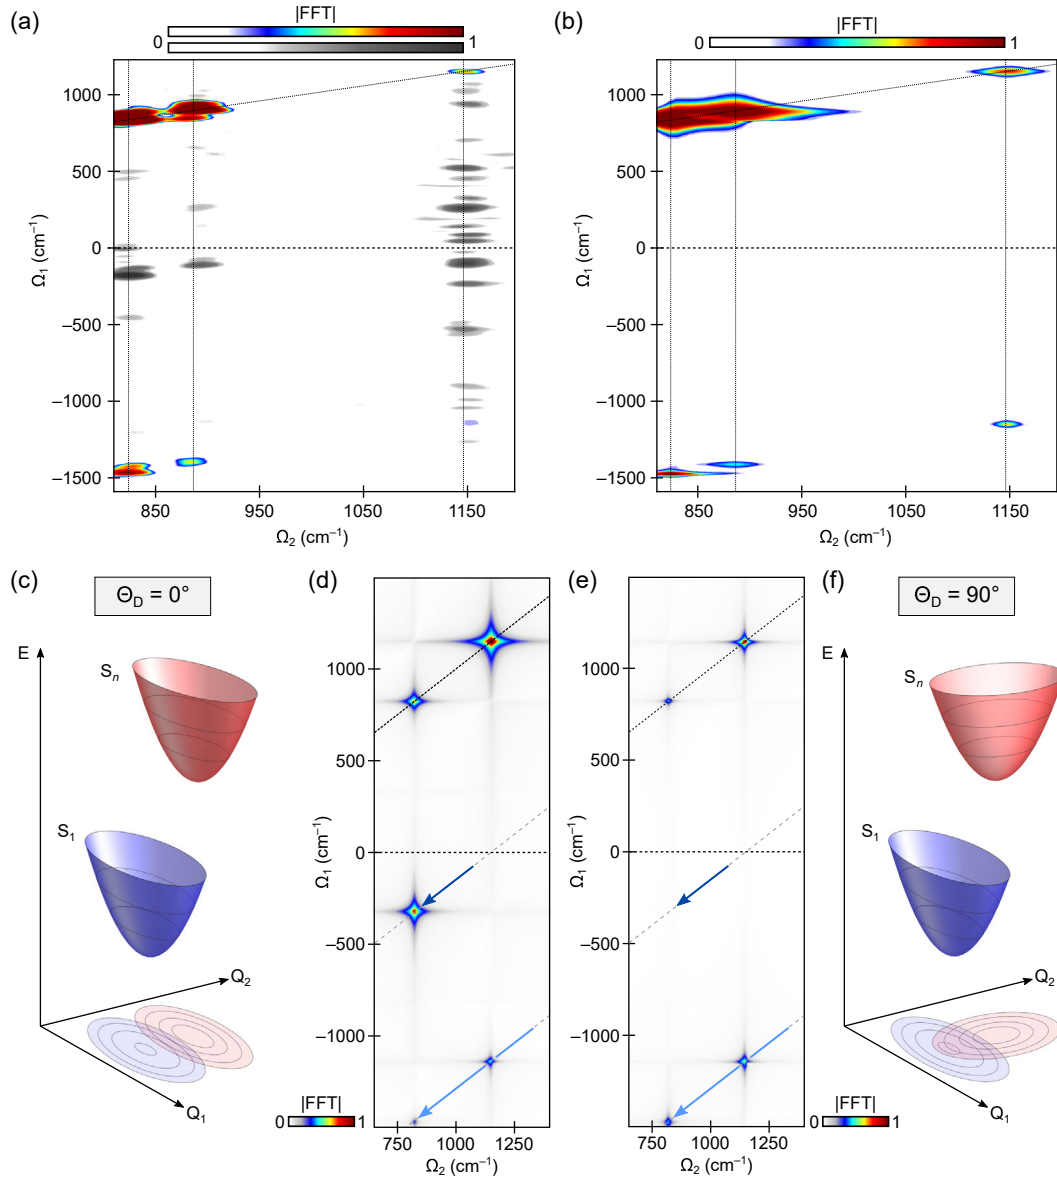 (a)
|FFT|
0
1
1000
500
0
–500
–1000
–1500
Ω1 (cm–1)
850
950
1050
1150
Ω2 (cm–1)
(b)
|FFT|
0
1
1000
500
0
–500
–1000
–1500
Ω1 (cm–1)
850
950
1050
1150
Ω2 (cm–1)
(c)
ΘD = 0°
E
Sn
S1
Q2
Q1
(d)
1000
500
0
–500
–1000
Ω1 (cm–1)
750
1000
1250
Ω2 (cm–1)
|FFT|
0
1
(e)
1000
500
0
–500
–1000
Ω1 (cm–1)
750
1000
1250
Ω2 (cm–1)
|FFT|
0
1
(f)
ΘD = 90°
E
Sn
S1
Q2
Q1